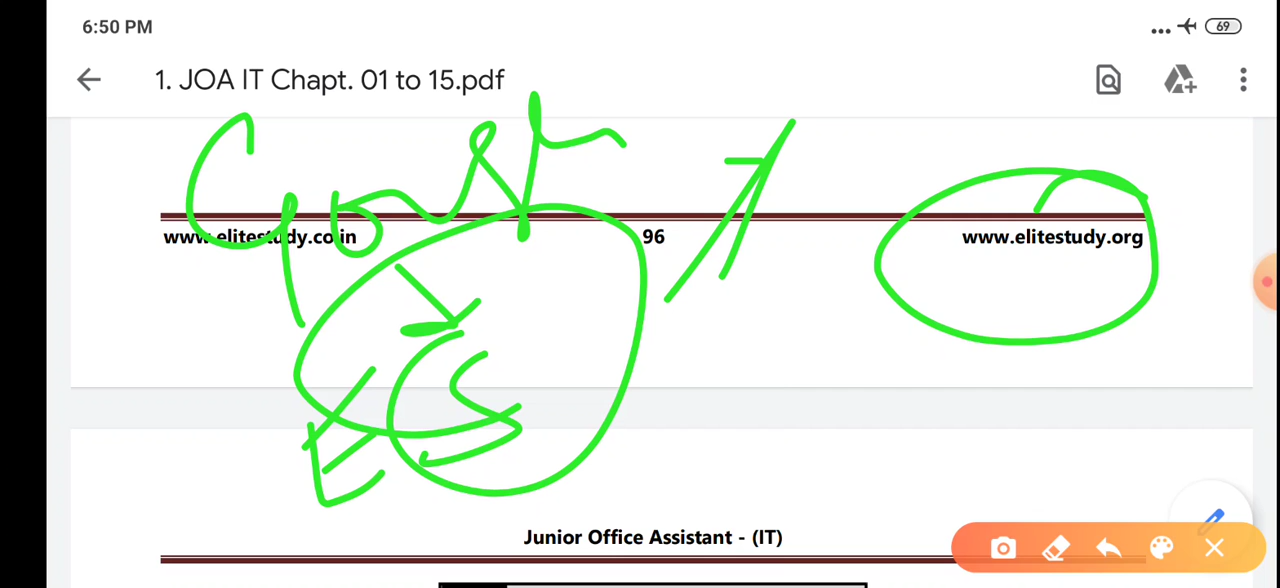 6:50 PM
69
1. JOA IT Chapt. 01 to 15.pdf
www.elitestudy.co.in 96 www.elitestudy.org
Junior Office Assistant - (IT)